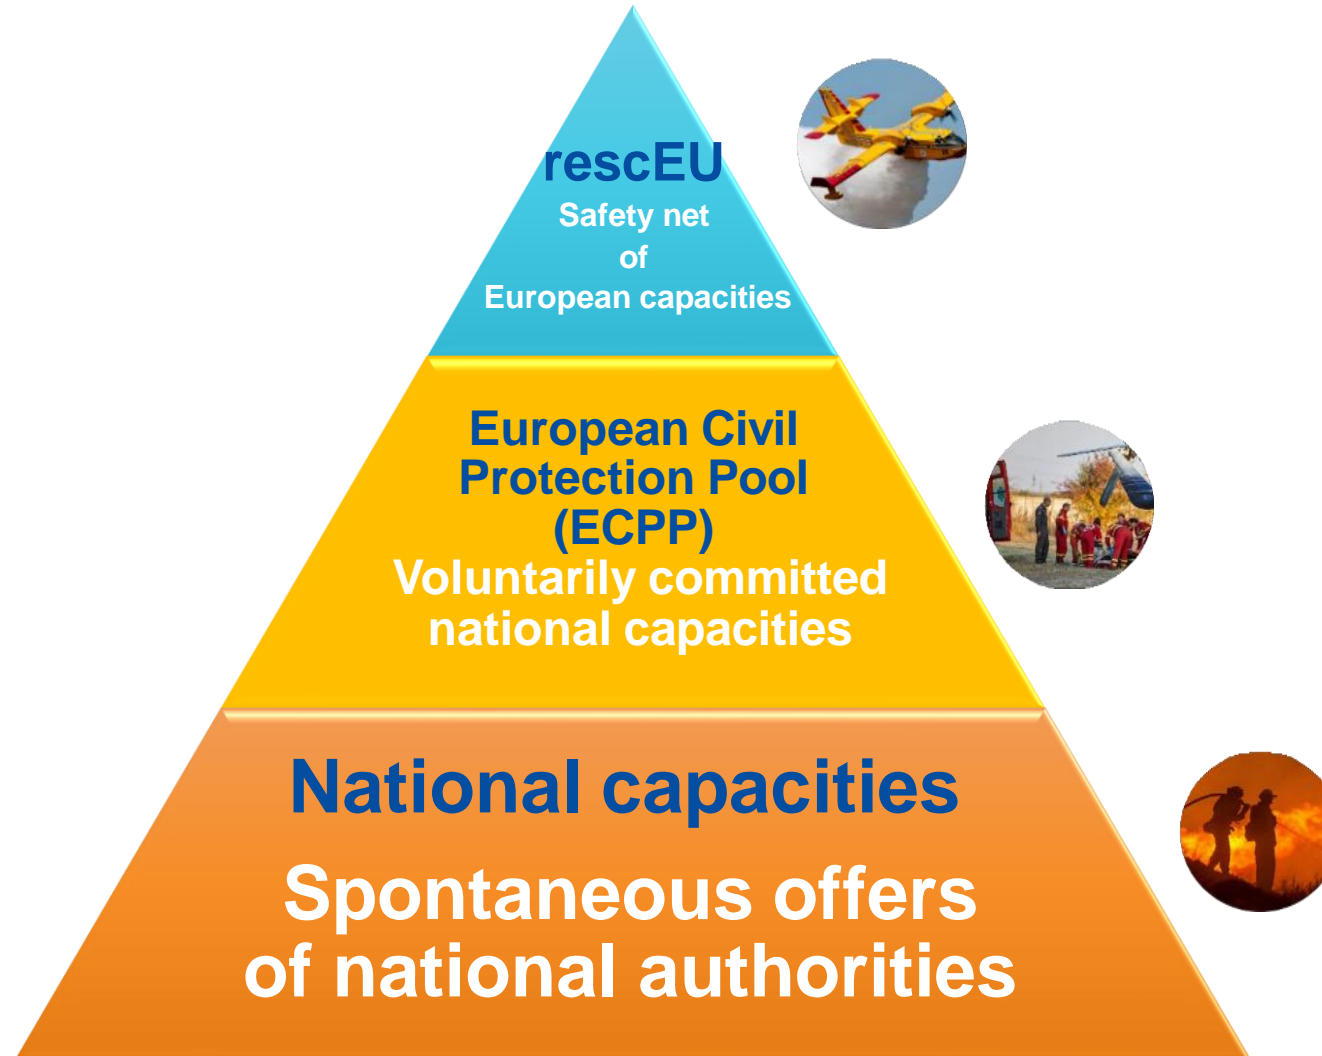 rescEU
Safety net
of
European capacities
European Civil
Protection Pool
(ECPP)
Voluntarily committed
national capacities
National capacities
Spontaneous offers
of national authorities